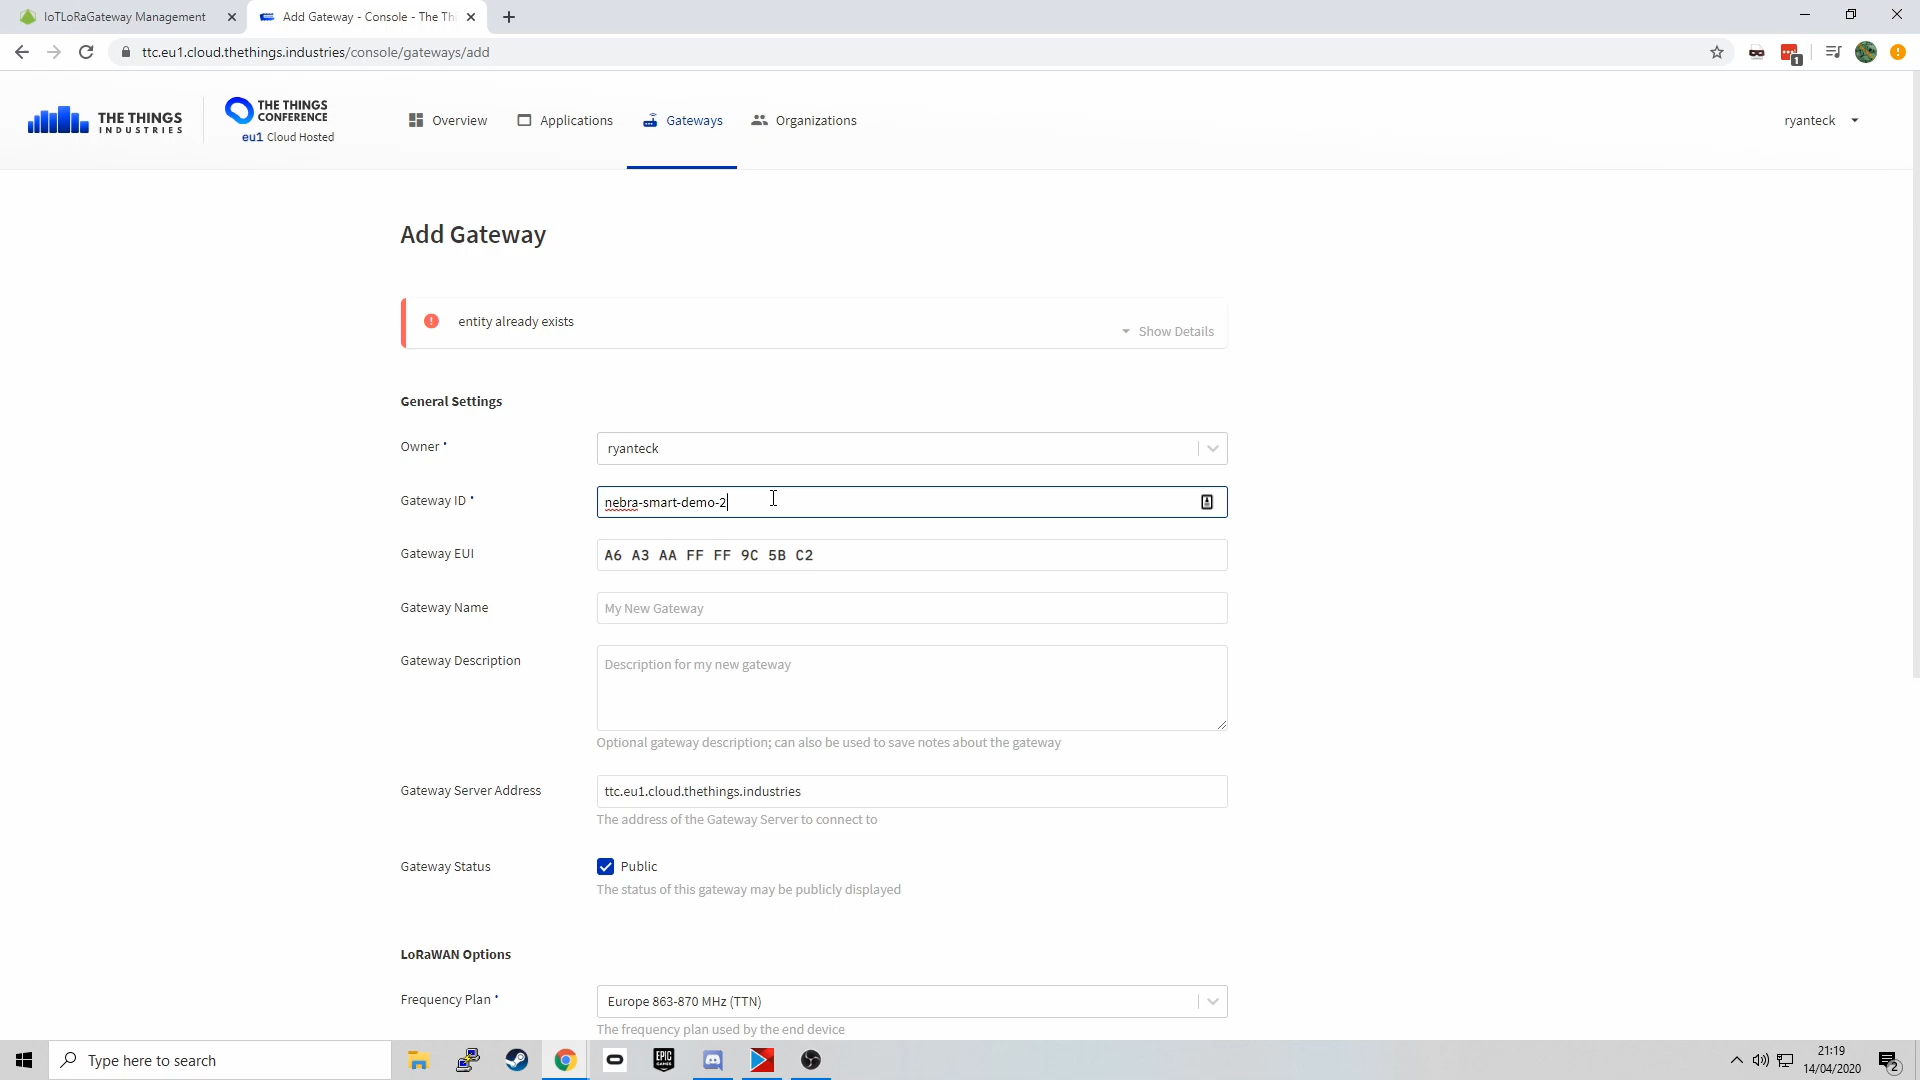 IoTLoRaGateway Management
Add Gateway - Console - The Thi
ttc.eu1.cloud.thethings.industries/console/gateways/add
1
THE THINGS
INDUSTRIES
THE THINGS
CONFERENCE
eu1 Cloud Hosted
Overview
Applications
Gateways
Organizations
ryanteck
Add Gateway
entity already exists
Show Details
General Settings
Owner
ryanteck
Gateway ID
nebra-smart-demo-2
Gateway EUI
A6 A3 AA FF FF 9C 5B C2
Gateway Name
My New Gateway
Gateway Description
Description for my new gateway
Optional gateway description; can also be used to save notes about the gateway
Gateway Server Address
ttc.eu1.cloud.thethings.industries
The address of the Gateway Server to connect to
Gateway Status
Public
The status of this gateway may be publicly displayed
LoRaWAN Options
Frequency Plan
Europe 863-870 MHz (TTN)
The frequency plan used by the end device
Type here to search
EPIC
GAMES
21:19
14/04/2020
2